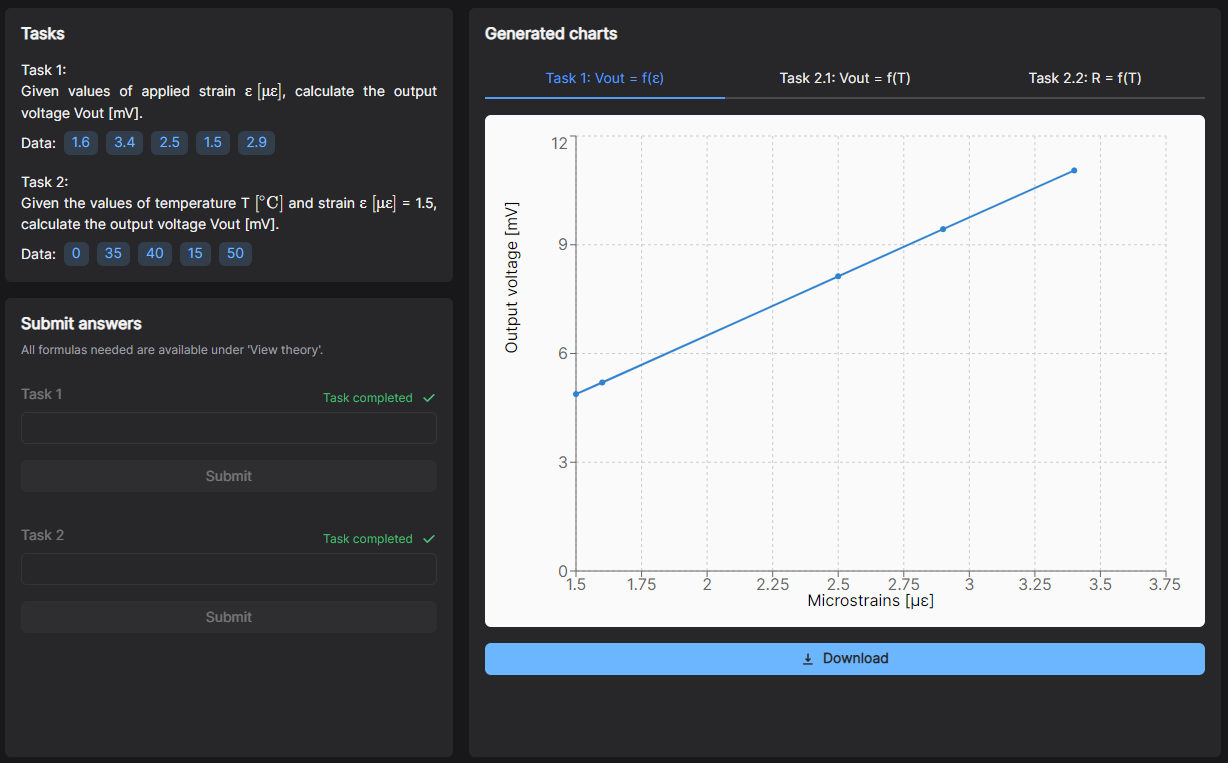 Tasks
Task 1:
Given values of applied strain ε [με], calculate the output
voltage Vout [mV].
Data: 1.6 3.4 2.5 1.5 2.9
Task 2:
Given the values of temperature T [°C] and strain ε [με] = 1.5,
calculate the output voltage Vout [mV].
Data: 0 35 40 15 50
Submit answers
All formulas needed are available under 'View theory'.
Task 1
Task completed
Submit
Task 2
Task completed
Submit
Generated charts
Task 1: Vout = f(ε) Task 2.1: Vout = f(T) Task 2.2: R = f(T)
Output voltage [mV]
12
9
6
3
0
1.5 1.75 2 2.25 2.5 2.75 3 3.25 3.5 3.75
Microstrains [με]
Download